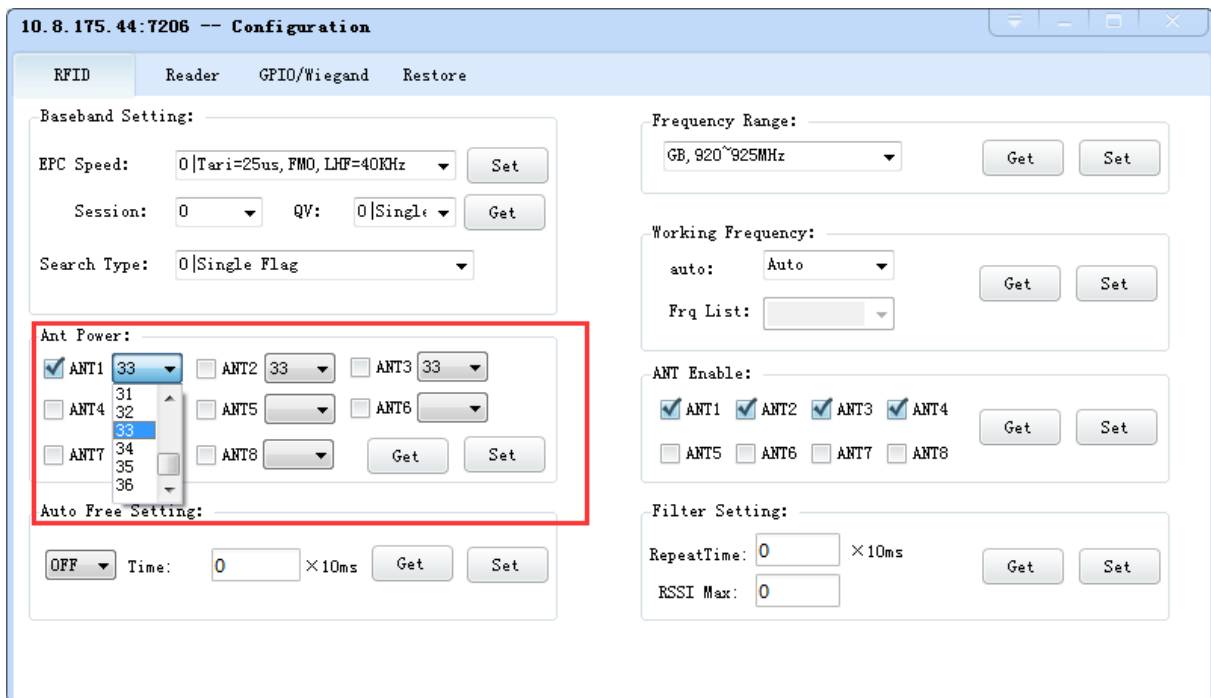 10.8.175.44:7206 -- Configuration
RFID Reader GPIO/Wiegand Restore
Baseband Setting:
EPC Speed: 0|Tari=25us, FM0, LHF=40KHz Set
Session: 0 QV: 0|Single Get
Search Type: 0|Single Flag
Frequency Range:
GB, 920~925MHz Get Set
Working Frequency:
auto: Auto
Get Set
Frq List:
Ant Power:
ANT1 33 ANT2 33 ANT3 33
ANT4 ANT5 ANT6
ANT7 ANT8 Get Set
31
32
33
34
35
36
ANT Enable:
ANT1 ANT2 ANT3 ANT4
Get Set
ANT5 ANT6 ANT7 ANT8
Auto Free Setting:
OFF Time: 0 ×10ms Get Set
Filter Setting:
RepeatTime: 0 ×10ms
Get Set
RSSI Max: 0